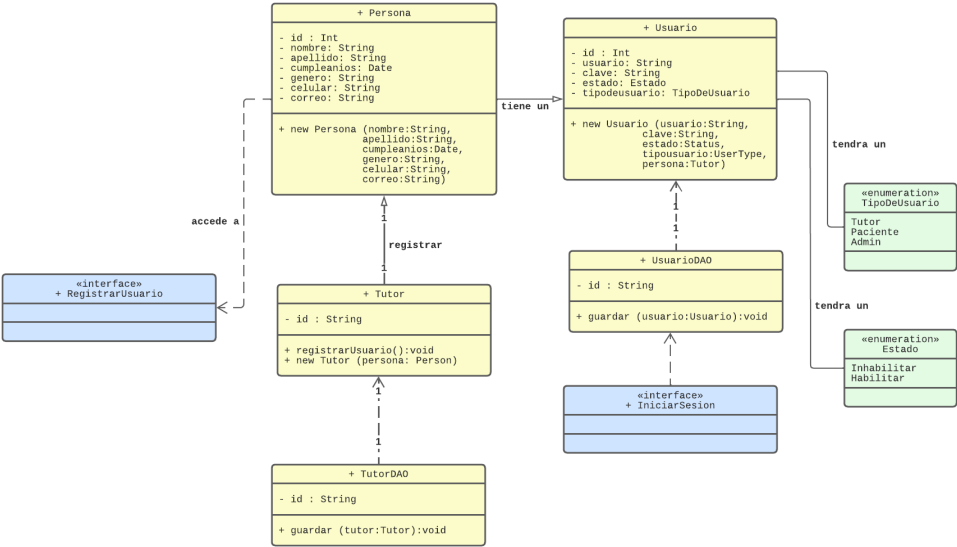 + Persona
- id : Int
- nombre: String
- apellido: String
- cumpleanios: Date
- genero: String
- celular: String
- correo: String
+ new Persona (nombre:String,
apellido:String,
cumpleanios:Date,
genero:String,
celular:String,
correo:String)
tiene un
+ Usuario
- id : Int
- usuario: String
- clave: String
- estado: Estado
- tipodeusuario: TipoDeUsuario
+ new Usuario (usuario:String,
clave:String,
estado:Status,
tipousuario:UserType,
persona:Tutor)
tendra un
«enumeration»
TipoDeUsuario
Tutor
Paciente
Admin
accede a
1
registrar
1
1
1
«interface»
+ RegistrarUsuario
+ Tutor
- id : String
+ registrarUsuario():void
+ new Tutor (persona: Person)
+ UsuarioDAO
- id : String
+ guardar (usuario:Usuario):void
tendra un
«enumeration»
Estado
Inhabilitar
Habilitar
«interface»
+ IniciarSesion
1
1
+ TutorDAO
- id : String
+ guardar (tutor:Tutor):void